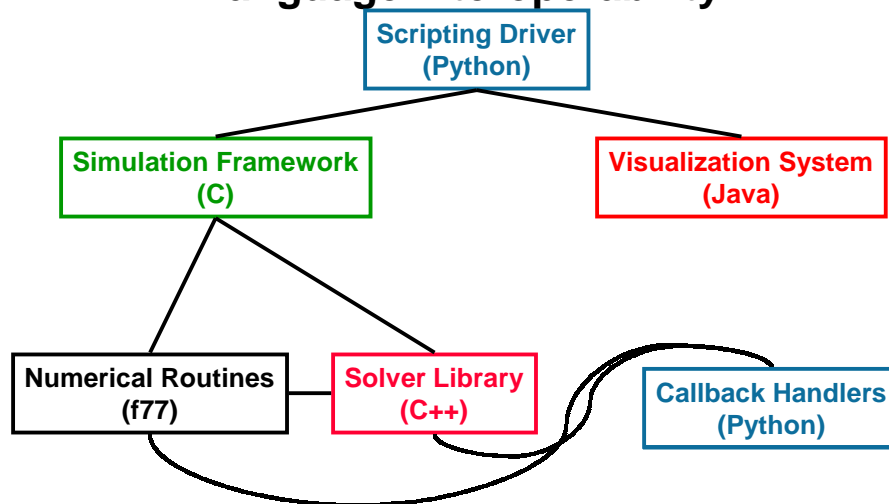 Scripting Driver
(Python)
Simulation Framework
(C)
Visualization System
(Java)
Numerical Routines
(f77)
Solver Library
(C++)
Callback Handlers
(Python)